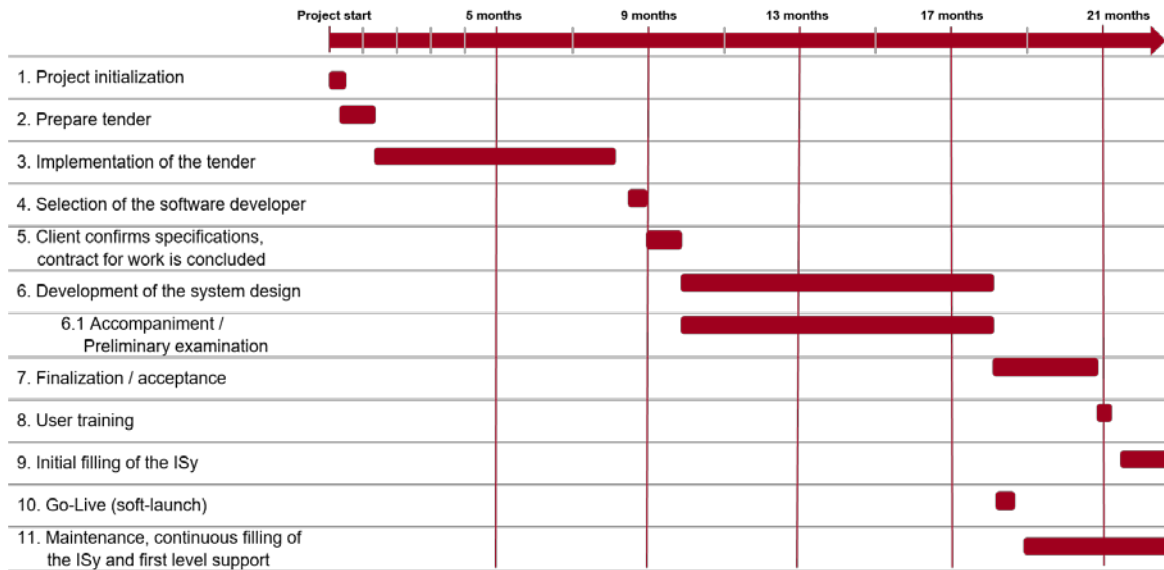 Project start 5 months 9 months 13 months 17 months 21 months
1. Project initialization
2. Prepare tender
3. Implementation of the tender
4. Selection of the software developer
5. Client confirms specifications,
contract for work is concluded
6. Development of the system design
6.1 Accompaniment /
Preliminary examination
7. Finalization / acceptance
8. User training
9. Initial filling of the ISy
10. Go-Live (soft-launch)
11. Maintenance, continuous filling of
the ISy and first level support